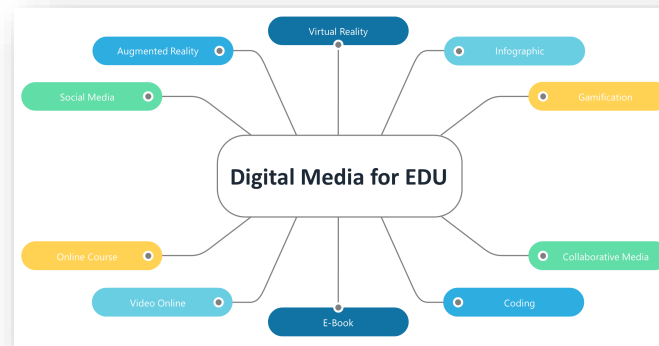 Virtual Reality
Augmented Reality
Infographic
Social Media
Gamification
Digital Media for EDU
Online Course
Collaborative Media
Video Online
Coding
E-Book